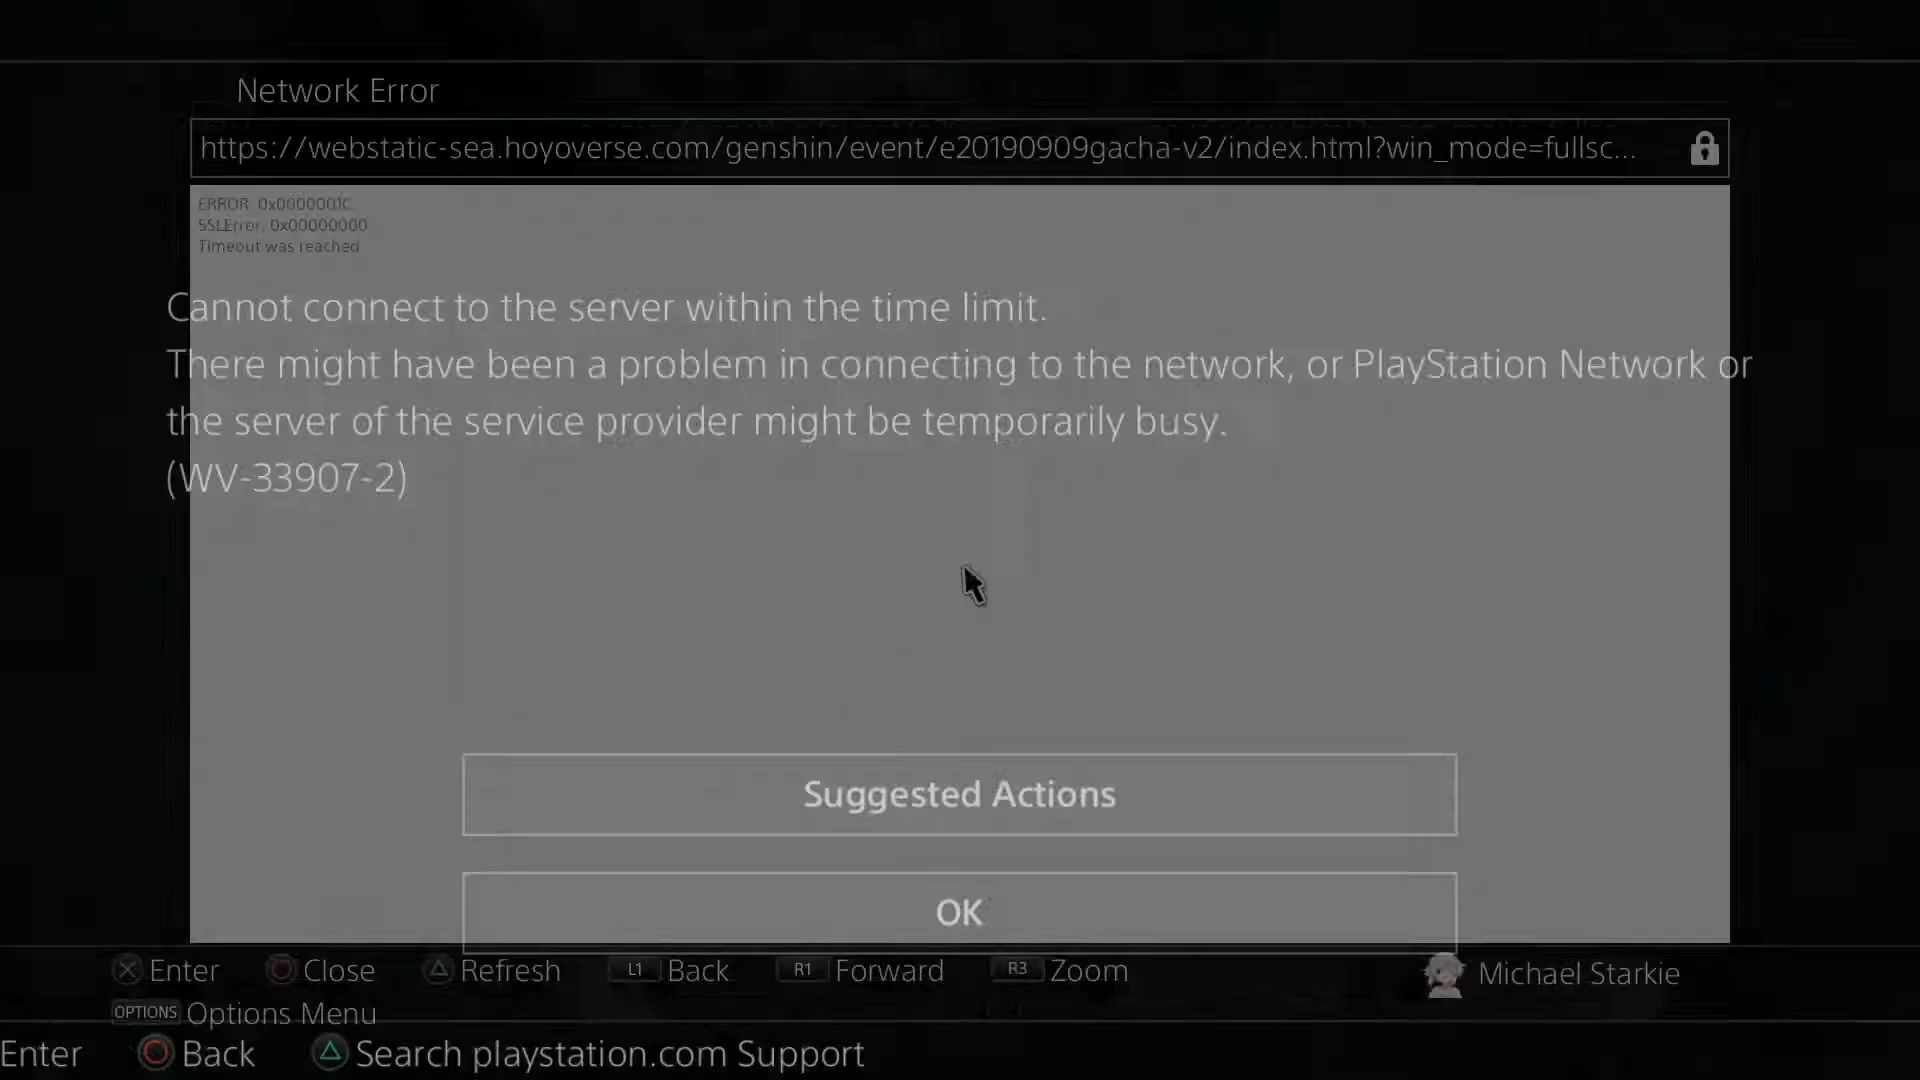 Network Error
https://webstatic-sea.hoyoverse.com/genshin/event/e20190909gacha-v2/index.html?win_mode=fullsc...
ERROR: 0x0000001C
SSLError: 0x00000000
Timeout was reached
Cannot connect to the server within the time limit.
There might have been a problem in connecting to the network, or PlayStation Network or
the server of the service provider might be temporarily busy.
(WV-33907-2)
Suggested Actions
OK
Enter Close Refresh L1 Back R1 Forward R3 Zoom Michael Starkie
OPTIONS Options Menu
Enter Back Search playstation.com Support